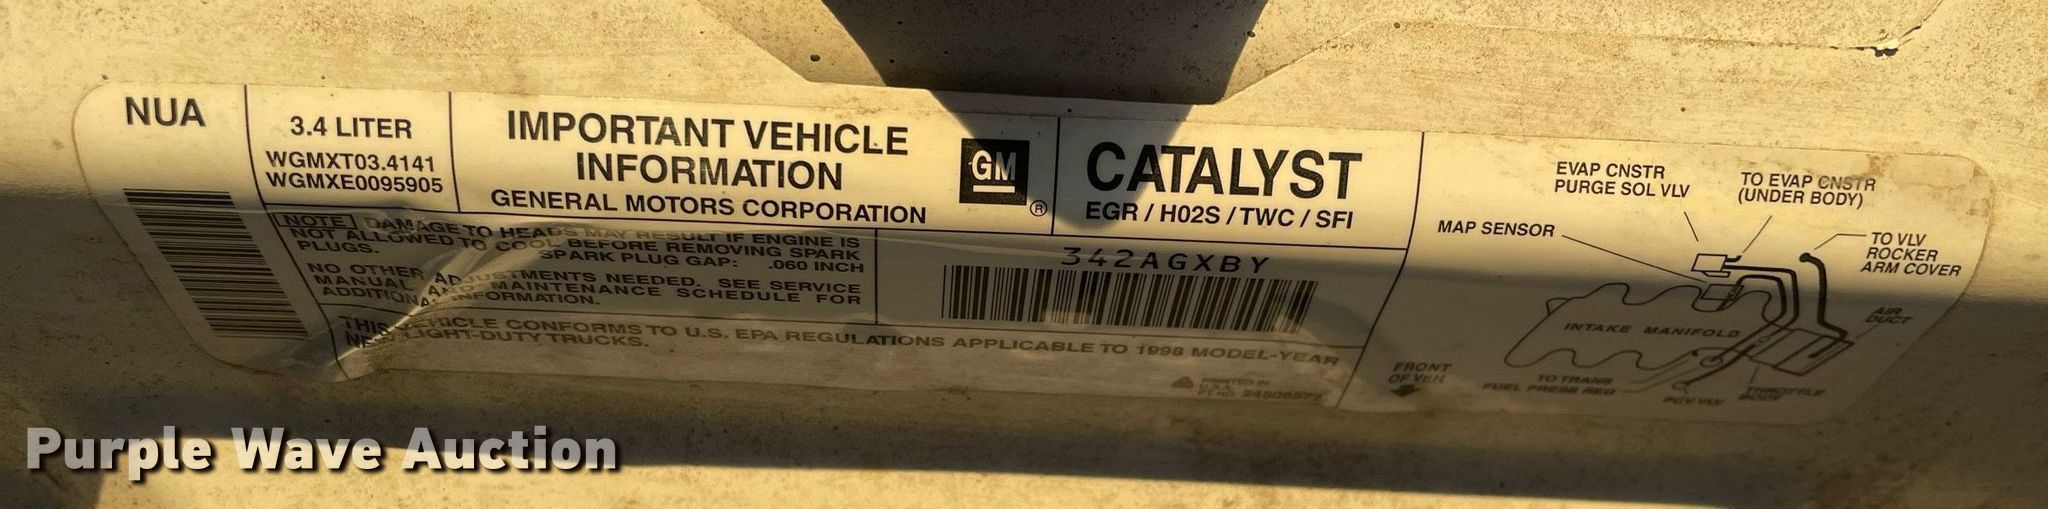 NUA
3.4 LITER
WGMXT03.4141
WGMXE0095905
IMPORTANT VEHICLE
INFORMATION
GENERAL MOTORS CORPORATION
GM
®
CATALYST
EGR / H02S / TWC / SFI
NOTE DAMAGE TO HEADS MAY RESULT IF ENGINE IS
NOT ALLOWED TO COOL BEFORE REMOVING SPARK
PLUGS. SPARK PLUG GAP: .060 INCH
NO OTHER ADJUSTMENTS NEEDED. SEE SERVICE
MANUAL AND MAINTENANCE SCHEDULE FOR
ADDITIONAL INFORMATION.
342AGXBY
THIS VEHICLE CONFORMS TO U.S. EPA REGULATIONS APPLICABLE TO 1998 MODEL-YEAR
NEW LIGHT-DUTY TRUCKS.
PRINTED IN
U.S.A.
PT NO. 24506577
EVAP CNSTR
PURGE SOL VLV
TO EVAP CNSTR
(UNDER BODY)
MAP SENSOR
TO VLV
ROCKER
ARM COVER
AIR
DUCT
INTAKE MANIFOLD
FRONT
OF VEH
TO TRANS
FUEL PRESS REG
PCV VLV
THROTTLE
BODY
Purple Wave Auction